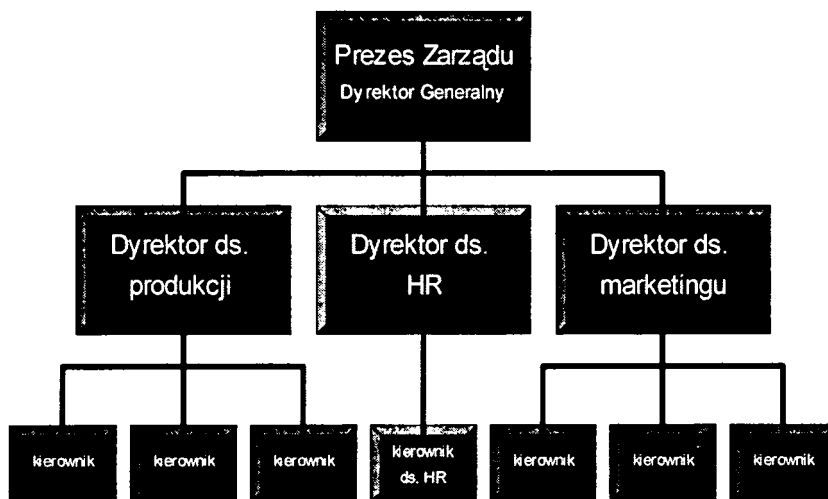 Prezes Zarządu
Dyrektor Generalny
Dyrektor ds.
produkcji
Dyrektor ds.
HR
Dyrektor ds.
marketingu
kierownik
kierownik
kierownik
kierownik
ds. HR
kierownik
kierownik
kierownik